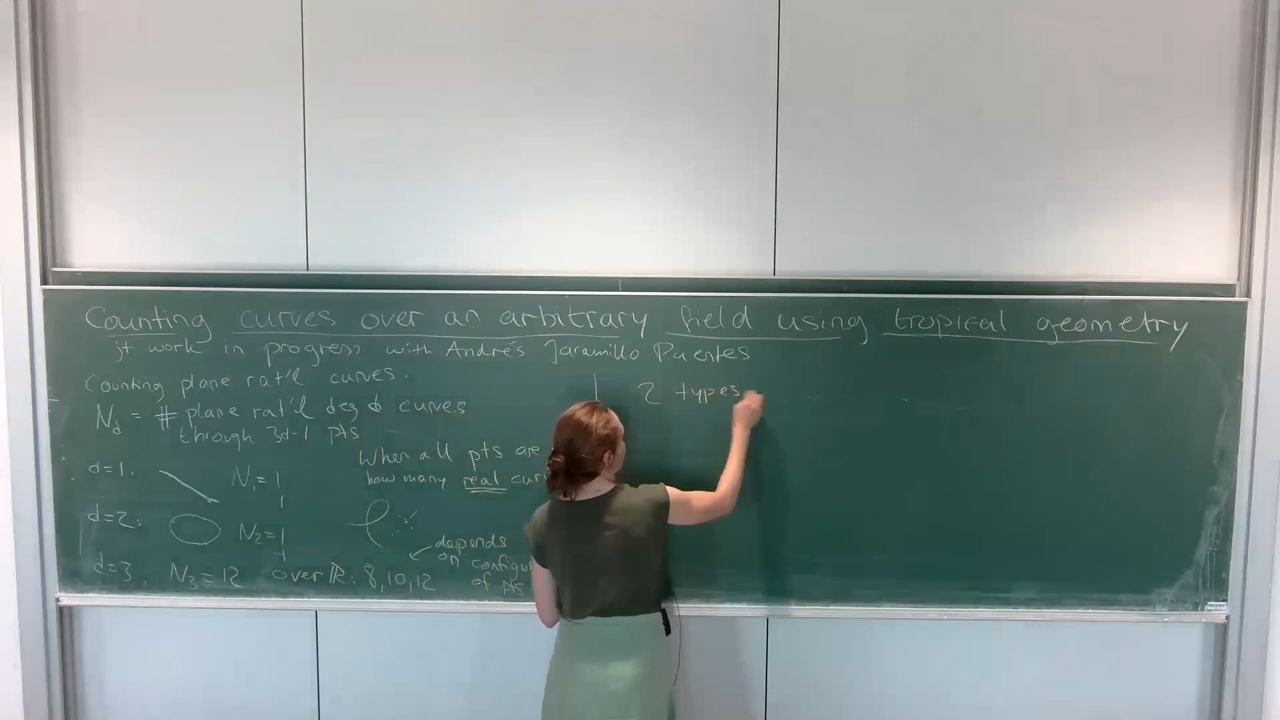 Counting curves over an arbitrary field using tropical geometry
jt work in progress with Andrés Jaramillo Puentes
Counting plane rat'l curves.
N_d = # plane rat'l deg d curves
through 3d-1 pts
d=1. N_1=1
1
d=2: N_2=1
1
d=3. N_3=12 over ℝ: 8,10,12
When all pts are
how many real
depends
on
of pts
2 types